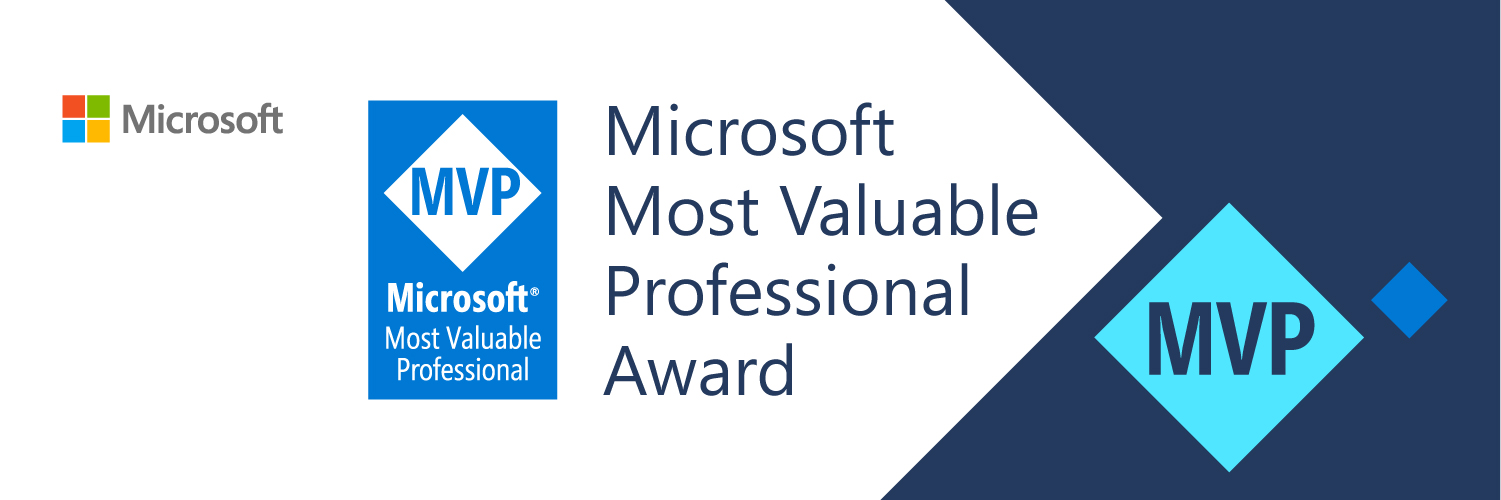 Microsoft
MVP
Microsoft®
Most Valuable
Professional
Microsoft
Most Valuable
Professional
Award
MVP